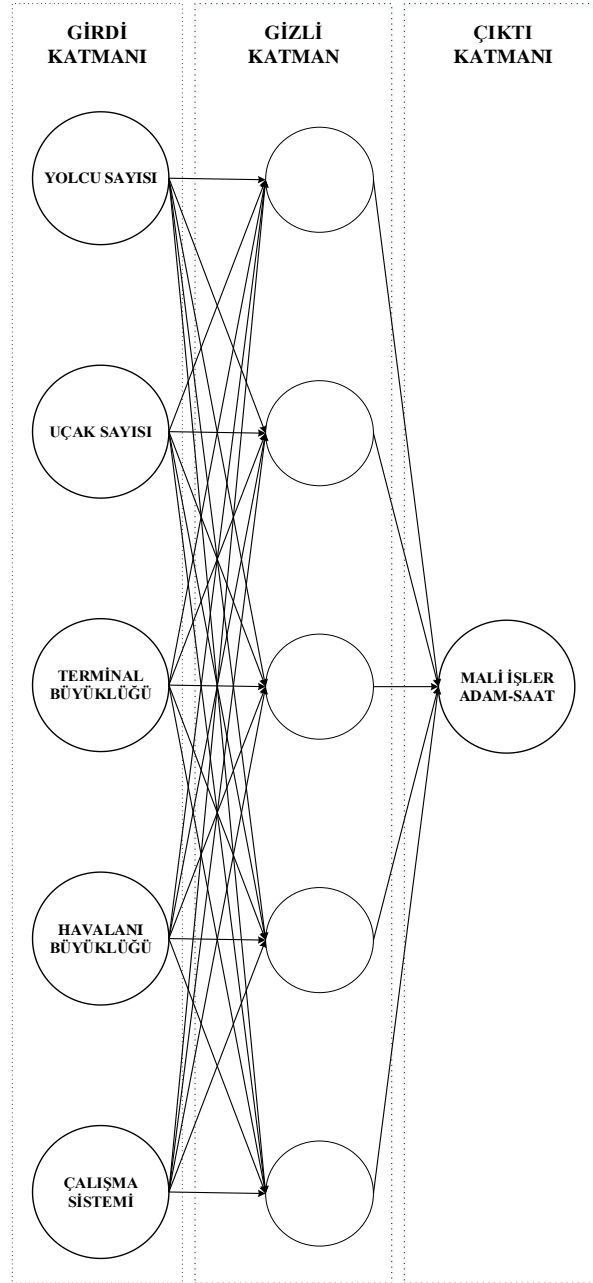 GİRDİ
KATMANI
GİZLİ
KATMAN
ÇIKTI
KATMANI
YOLCU SAYISI
UÇAK SAYISI
TERMİNAL
BÜYÜKLÜĞÜ
HAVALANI
BÜYÜKLÜĞÜ
ÇALIŞMA
SİSTEMİ
MALİ İŞLER
ADAM-SAAT